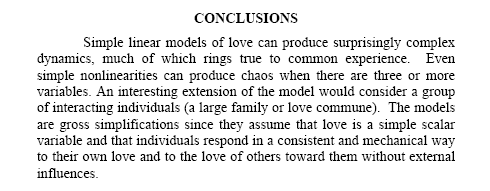 CONCLUSIONS
Simple linear models of love can produce surprisingly complex
dynamics, much of which rings true to common experience. Even
simple nonlinearities can produce chaos when there are three or more
variables. An interesting extension of the model would consider a group
of interacting individuals (a large family or love commune). The models
are gross simplifications since they assume that love is a simple scalar
variable and that individuals respond in a consistent and mechanical way
to their own love and to the love of others toward them without external
influences.